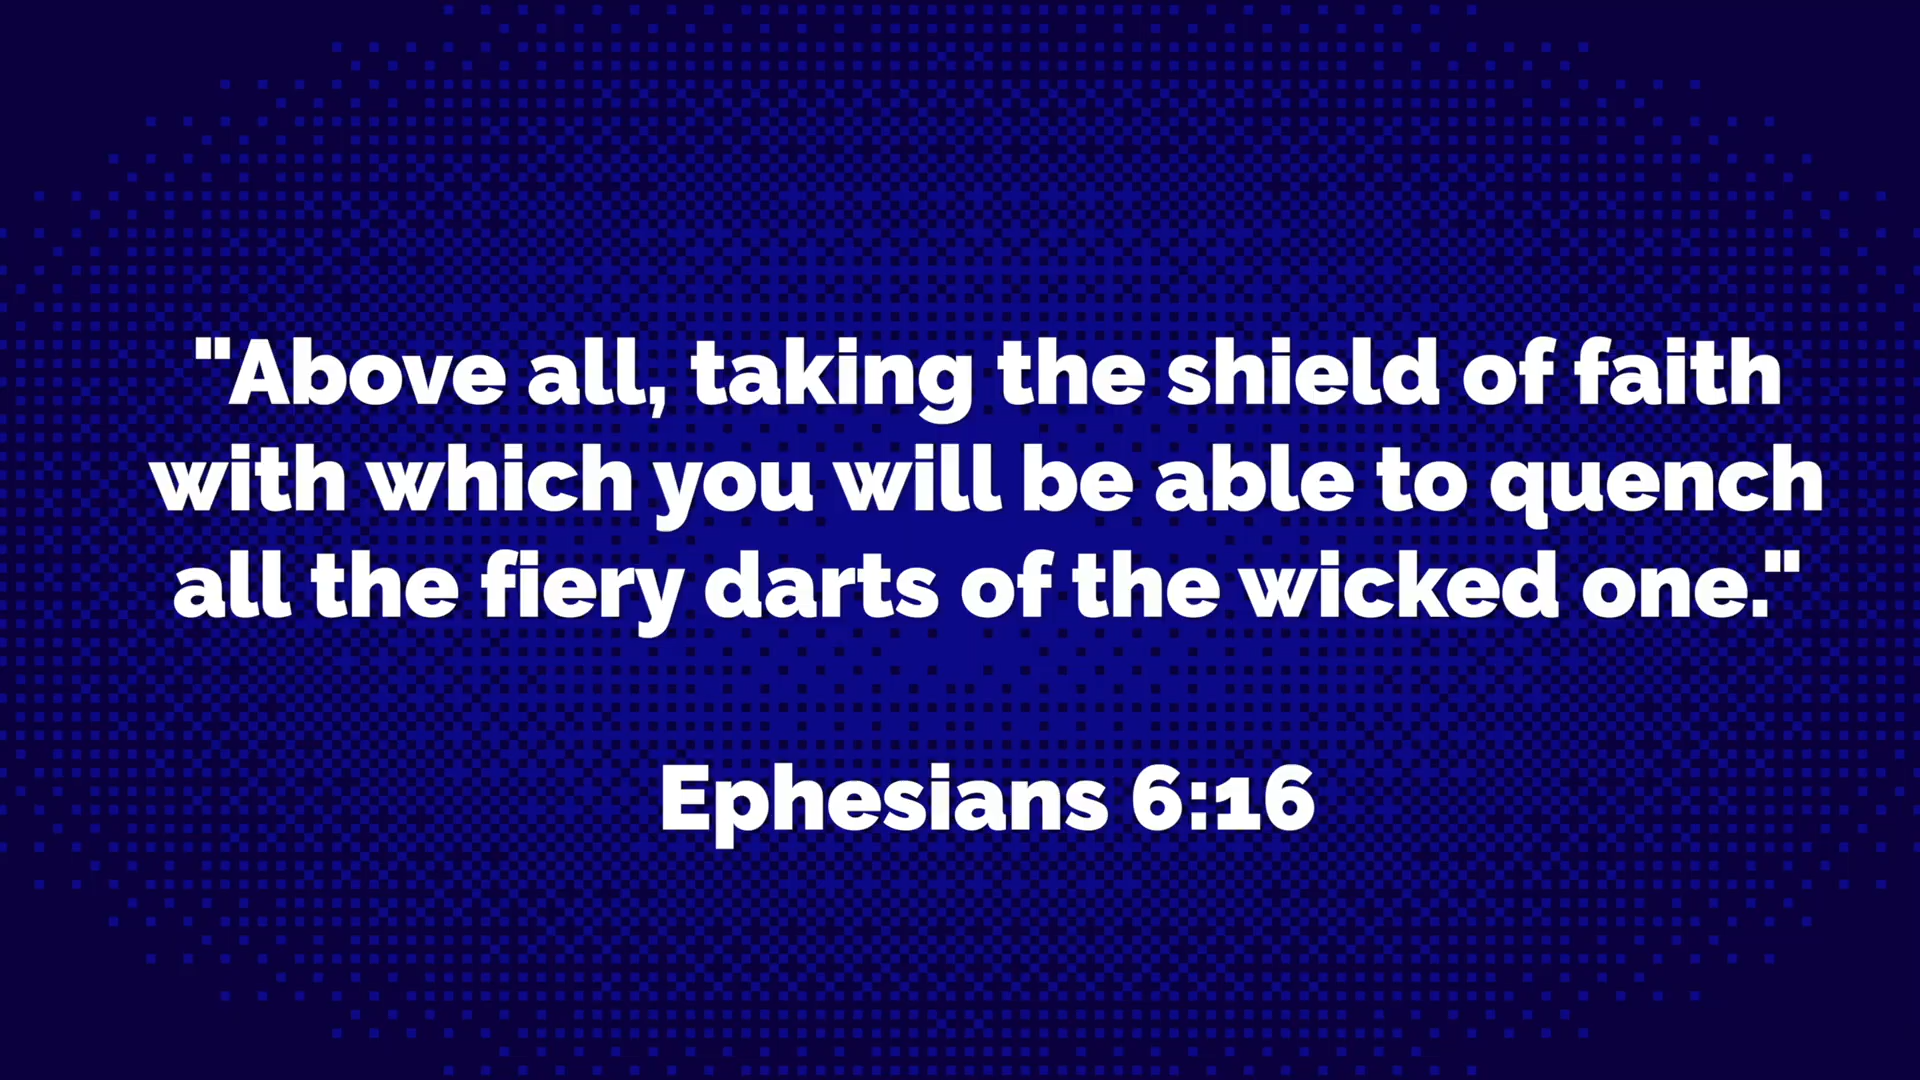 "Above all, taking the shield of faith
with which you will be able to quench
all the fiery darts of the wicked one."
Ephesians 6:16